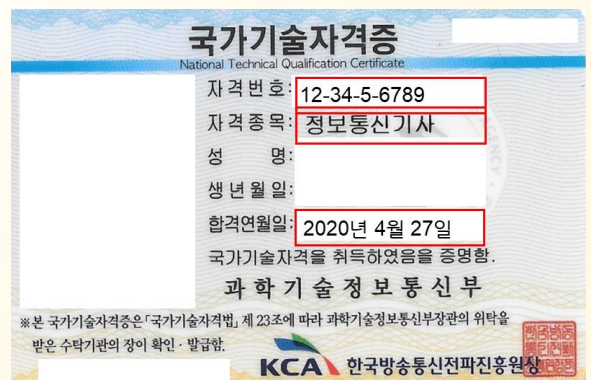 국가기술자격증
National Technical Qualification Certificate
자격번호: 12-34-5-6789
자격종목: 정보통신기사
성 명:
생년월일:
합격연월일: 2020년 4월 27일
국가기술자격을 취득하였음을 증명함.
과학기술정보통신부
※본 국가기술자격증은「국가기술자격법」제 23조에 따라 과학기술정보통신부장관의 위탁을
받은 수탁기관의 장이 확인 · 발급함.
KCA 한국방송통신전파진흥원장